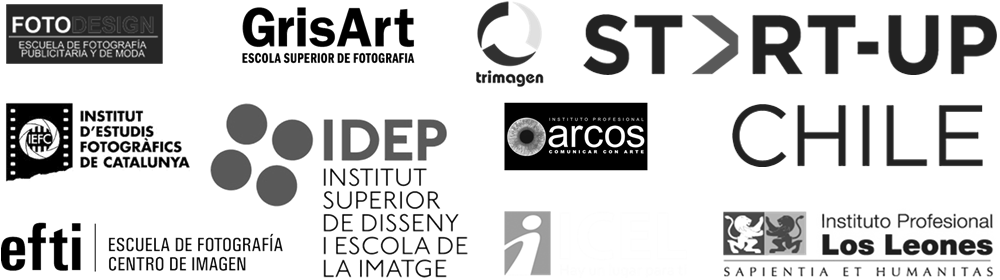 FOTODESIGN
ESCUELA DE FOTOGRAFÍA
PUBLICITARIA Y DE MODA
GrisArt
ESCOLA SUPERIOR DE FOTOGRAFIA
trimagen
START-UP
CHILE
IEFC
INSTITUT
D'ESTUDIS
FOTOGRÀFICS
DE CATALUNYA
IDEP
INSTITUT
SUPERIOR
DE DISSENY
I ESCOLA DE
LA IMATGE
INSTITUTO PROFESIONAL
arcos
COMUNICAR CON ARTE
efti
ESCUELA DE FOTOGRAFÍA
CENTRO DE IMAGEN
i
Instituto Profesional
Los Leones
SAPIENTIA ET HUMANITAS